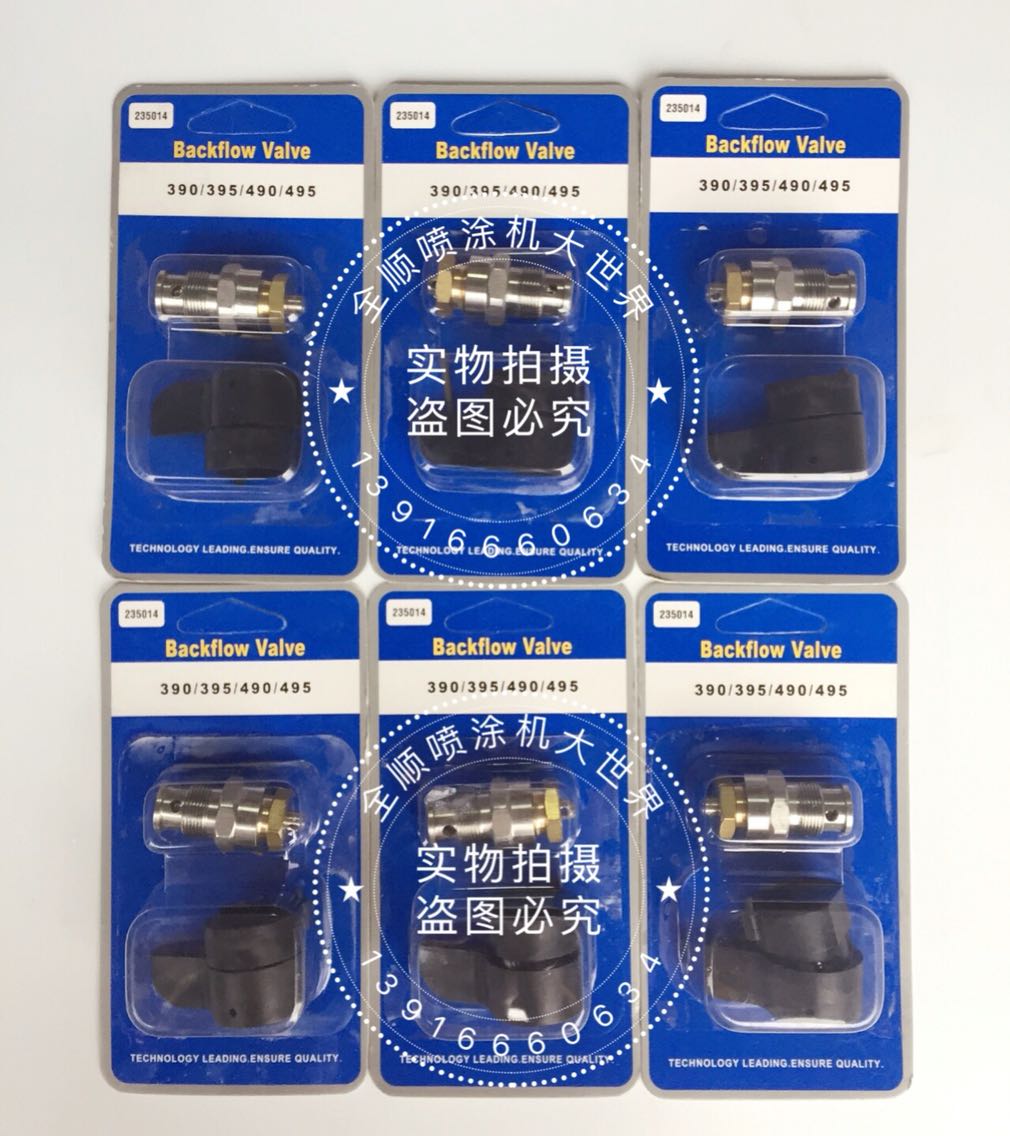 235014
Backflow Valve
390/395/490/495
TECHNOLOGY LEADING.ENSURE QUALITY.
235014
Backflow Valve
390/395/490/495
TECHNOLOGY LEADING.ENSURE QUALITY.
235014
Backflow Valve
390/395/490/495
TECHNOLOGY LEADING.ENSURE QUALITY.
全顺喷涂机大世界
实物拍摄
盗图必究
13916660634
235014
Backflow Valve
390/395/490/495
TECHNOLOGY LEADING.ENSURE QUALITY.
235014
Backflow Valve
390/395/490/495
TECHNOLOGY LEADING.ENSURE QUALITY.
235014
Backflow Valve
390/395/490/495
TECHNOLOGY LEADING.ENSURE QUALITY.
全顺喷涂机大世界
实物拍摄
盗图必究
13916660634